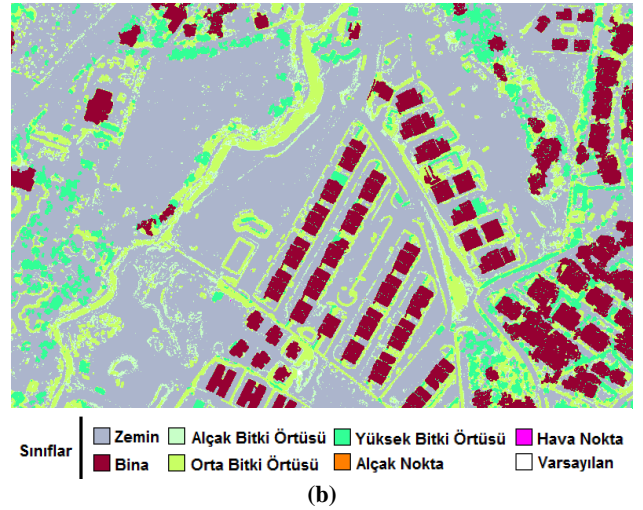 Sınıflar
Zemin Alçak Bitki Örtüsü Yüksek Bitki Örtüsü Hava Nokta
Bina Orta Bitki Örtüsü Alçak Nokta Varsayılan
(b)